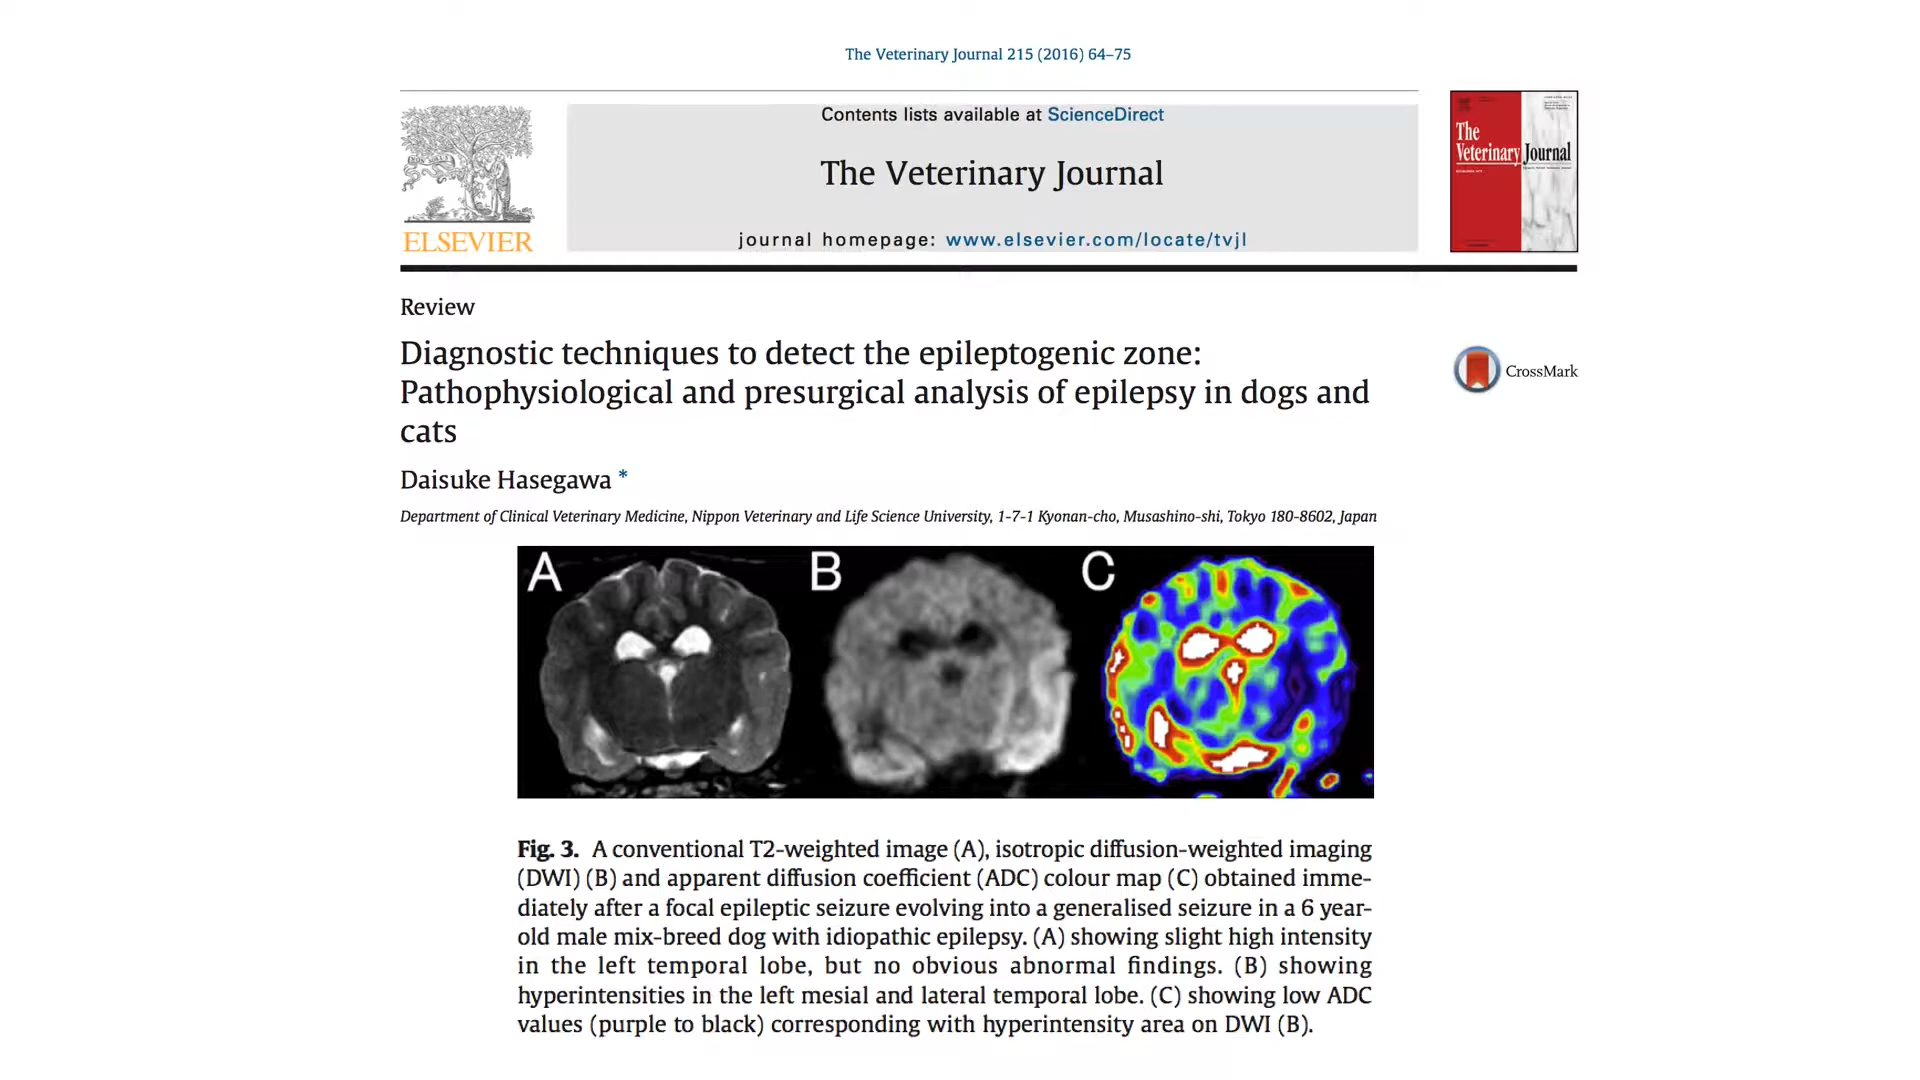 The Veterinary Journal 215 (2016) 64–75
Contents lists available at ScienceDirect
The Veterinary Journal
journal homepage: www.elsevier.com/locate/tvjl
ELSEVIER
The
Veterinary Journal
Review
Diagnostic techniques to detect the epileptogenic zone:
Pathophysiological and presurgical analysis of epilepsy in dogs and
cats
CrossMark
Daisuke Hasegawa *
Department of Clinical Veterinary Medicine, Nippon Veterinary and Life Science University, 1-7-1 Kyonan-cho, Musashino-shi, Tokyo 180-8602, Japan
A
B
C
Fig. 3. A conventional T2-weighted image (A), isotropic diffusion-weighted imaging
(DWI) (B) and apparent diffusion coefficient (ADC) colour map (C) obtained imme-
diately after a focal epileptic seizure evolving into a generalised seizure in a 6 year-
old male mix-breed dog with idiopathic epilepsy. (A) showing slight high intensity
in the left temporal lobe, but no obvious abnormal findings. (B) showing
hyperintensities in the left mesial and lateral temporal lobe. (C) showing low ADC
values (purple to black) corresponding with hyperintensity area on DWI (B).